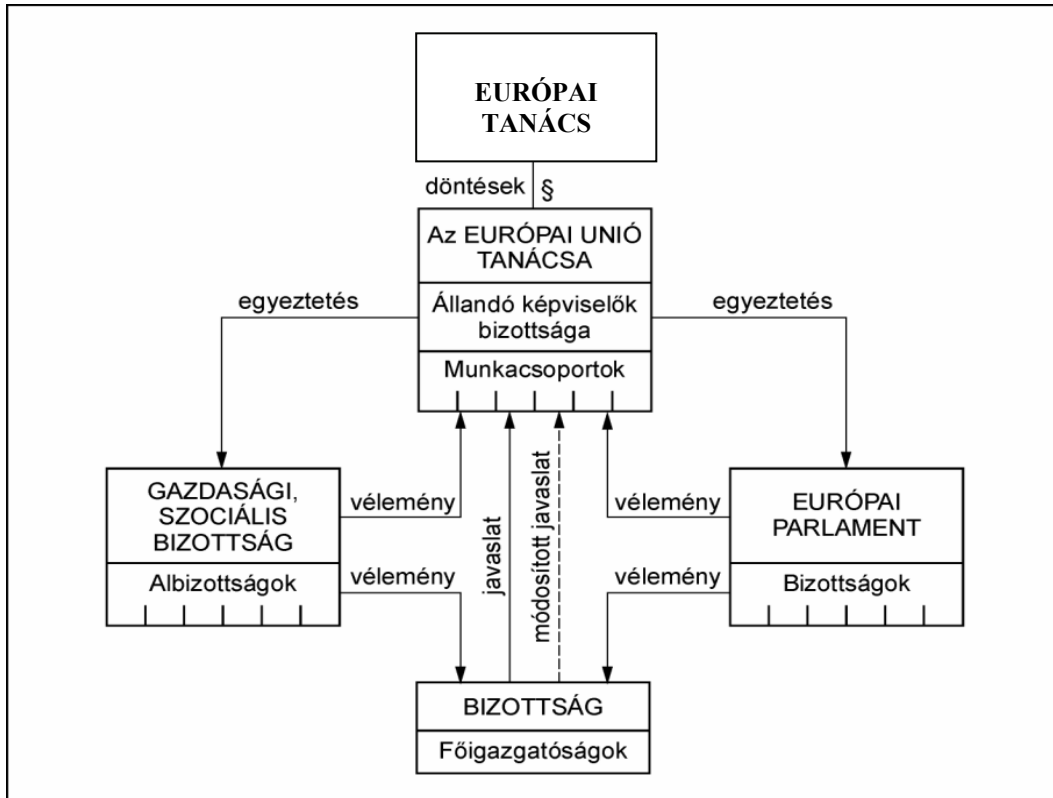 EURÓPAI
TANÁCS
döntések §
Az EURÓPAI UNIÓ
TANÁCSA
egyeztetés
Állandó képviselők
bizottsága
egyeztetés
Munkacsoportok
GAZDASÁGI,
SZOCIÁLIS
BIZOTTSÁG
Albizottságok
vélemény
vélemény
javaslat
módosított javaslat
vélemény
vélemény
EURÓPAI
PARLAMENT
Bizottságok
BIZOTTSÁG
Főigazgatóságok